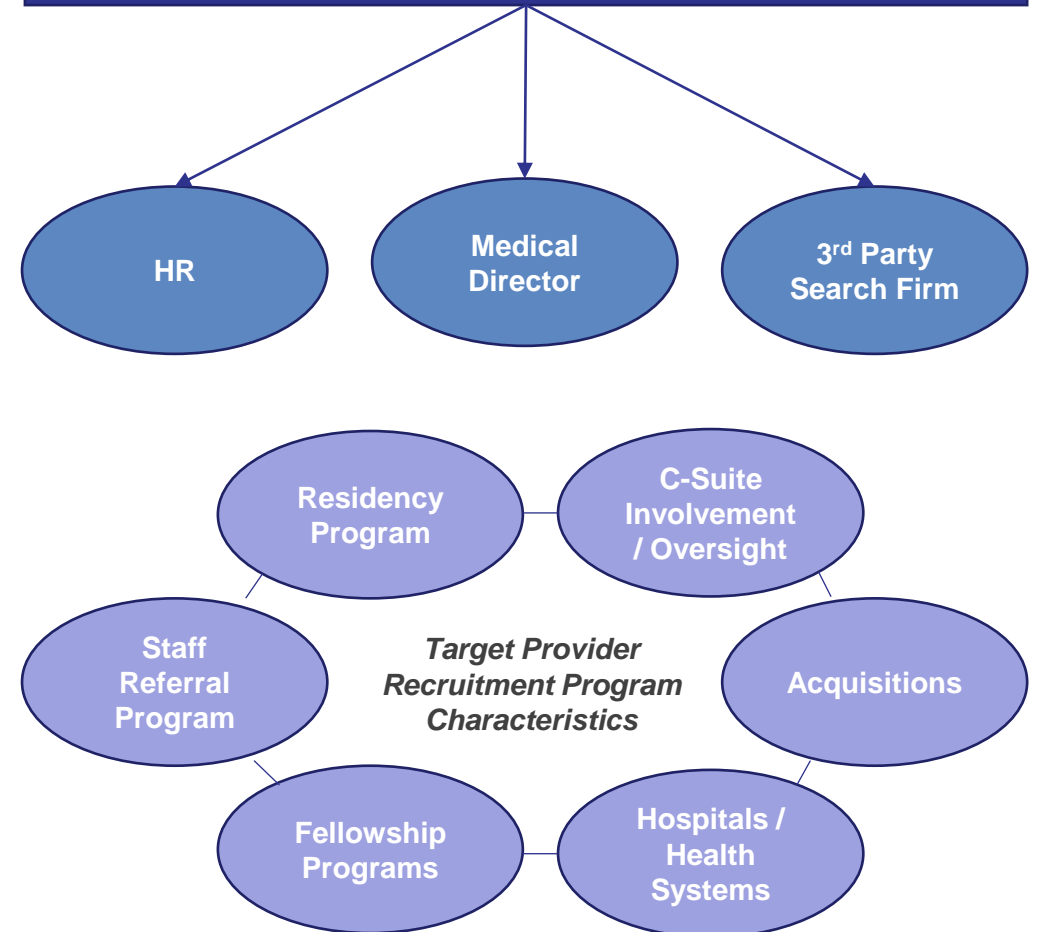 HR
Medical
Director
3rd Party
Search Firm
Residency
Program
C-Suite
Involvement
/ Oversight
Staff
Referral
Program
Target Provider
Recruitment Program
Characteristics
Acquisitions
Fellowship
Programs
Hospitals /
Health
Systems